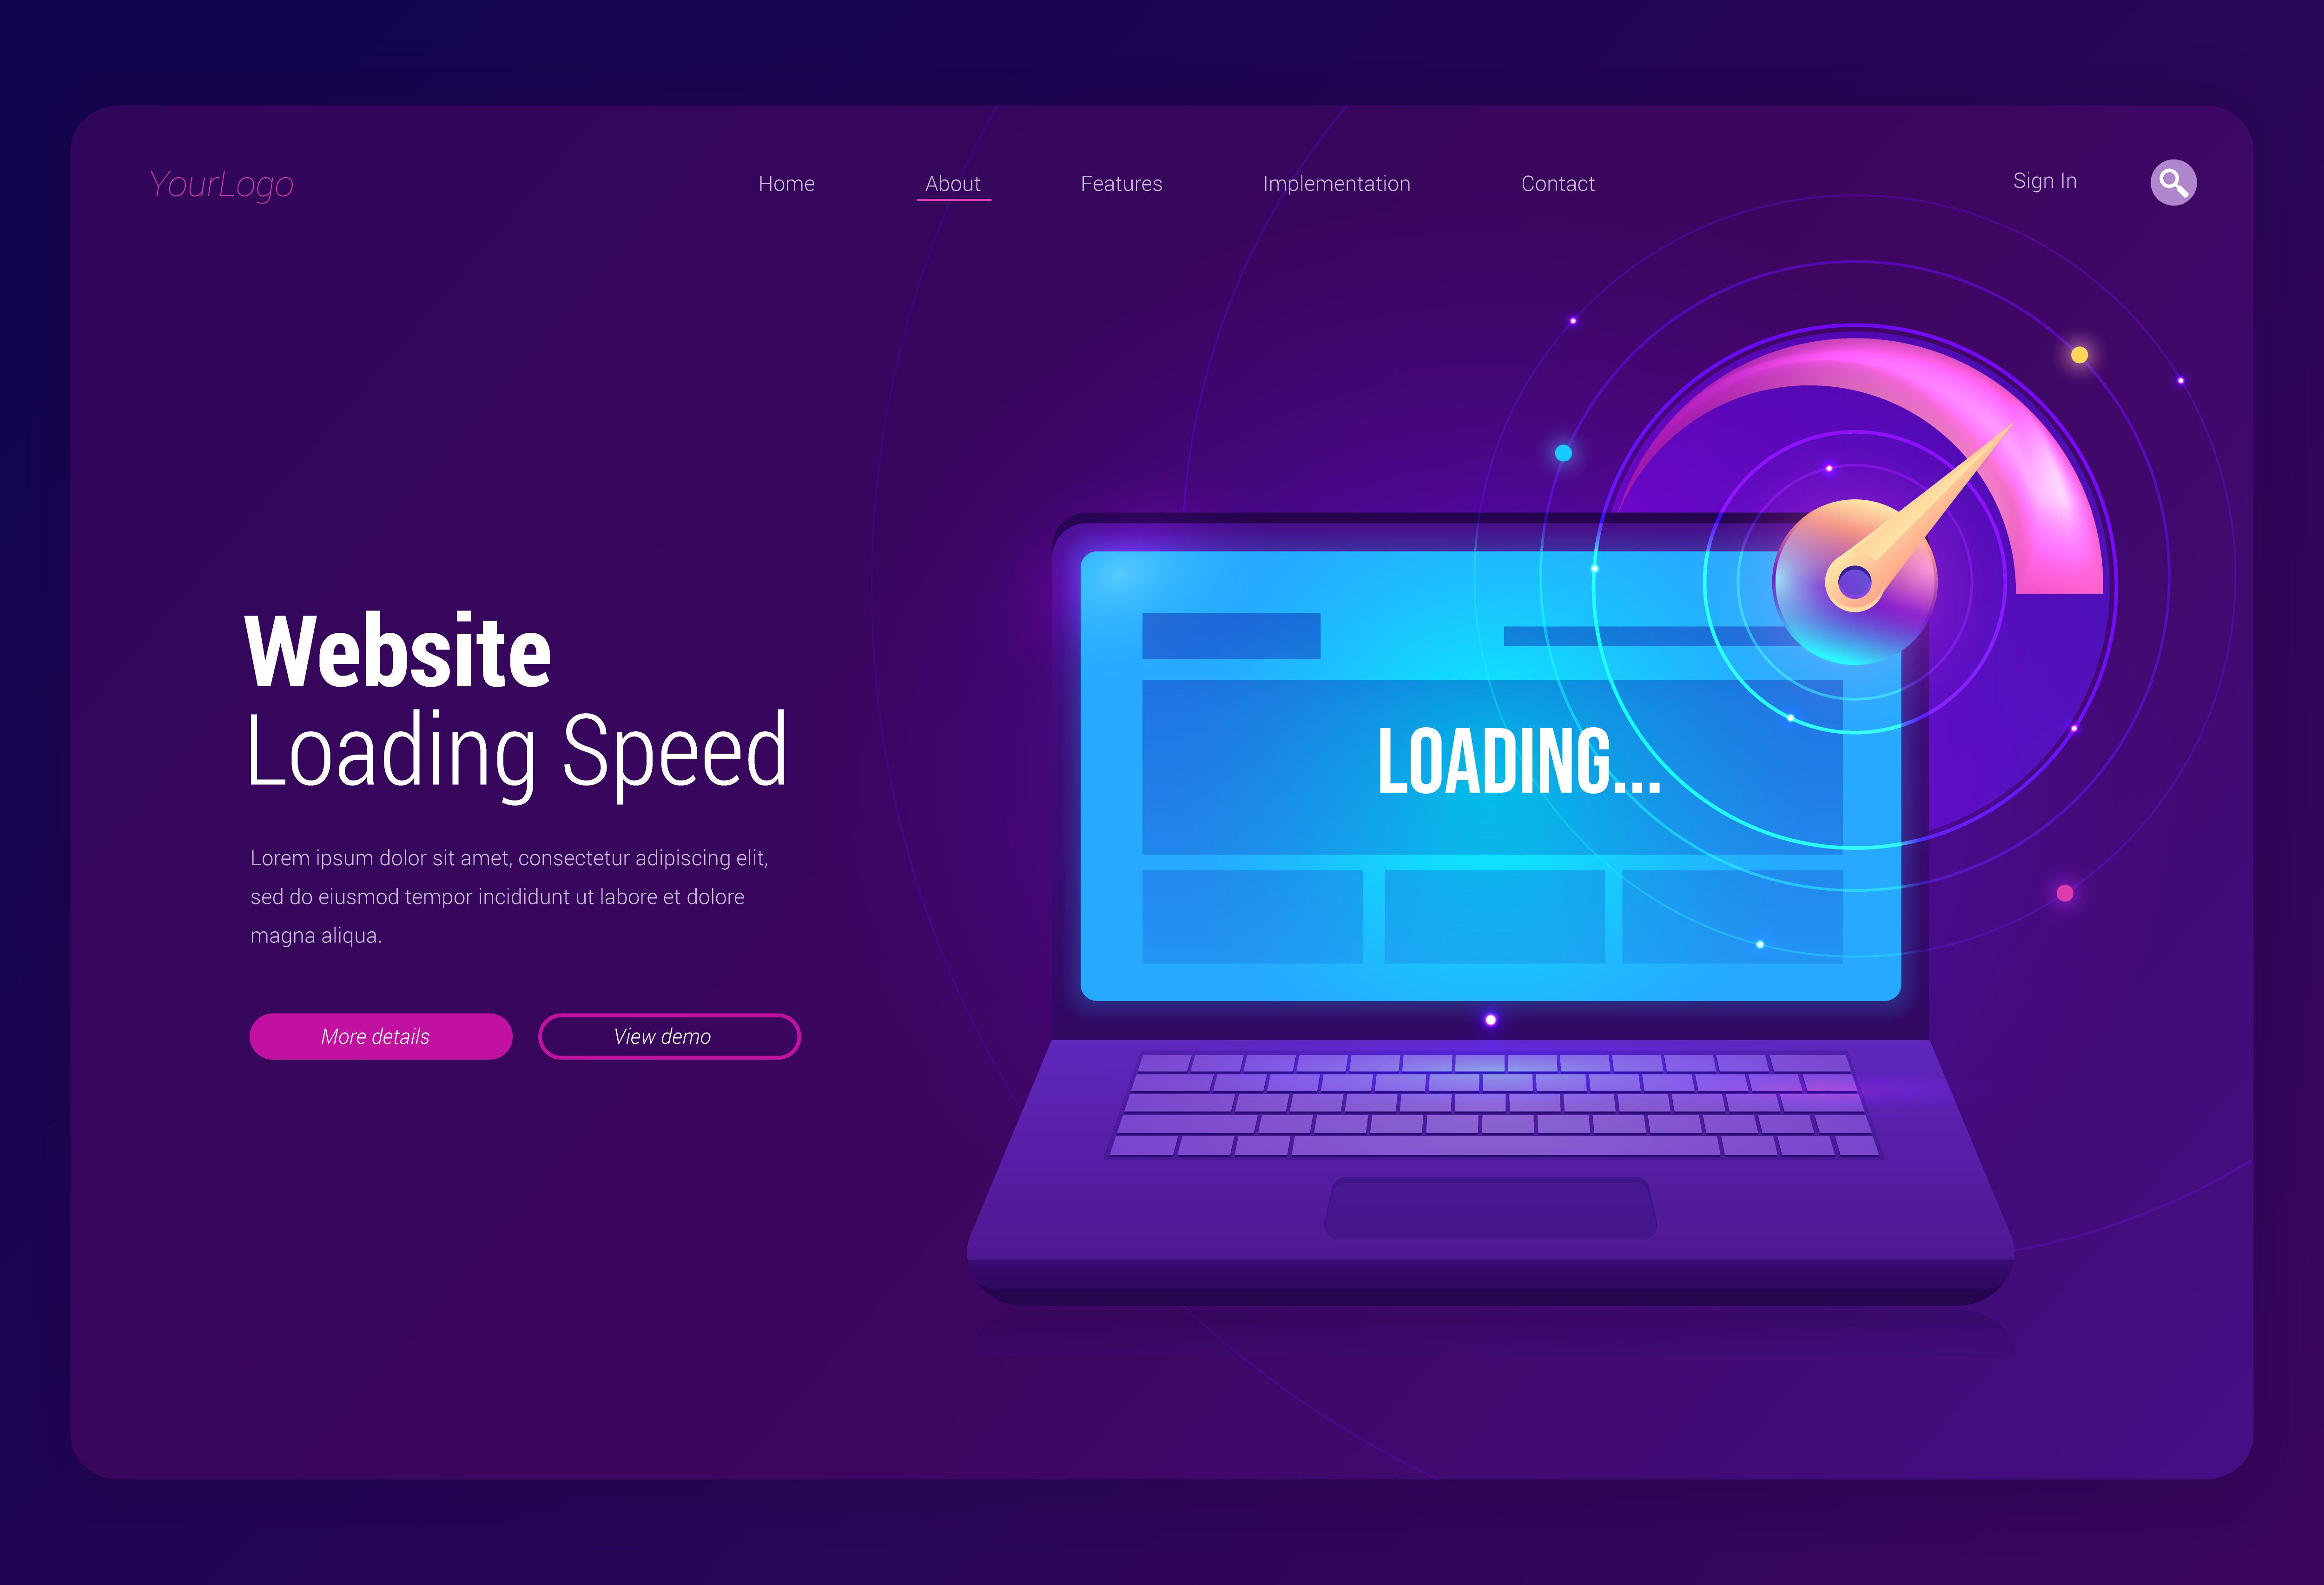 YourLogo
Home
About
Features
Implementation
Contact
Sign In
Website
Loading Speed
Lorem ipsum dolor sit amet, consectetur adipiscing elit,
sed do eiusmod tempor incididunt ut labore et dolore
magna aliqua.
More details
View demo
LOADING...